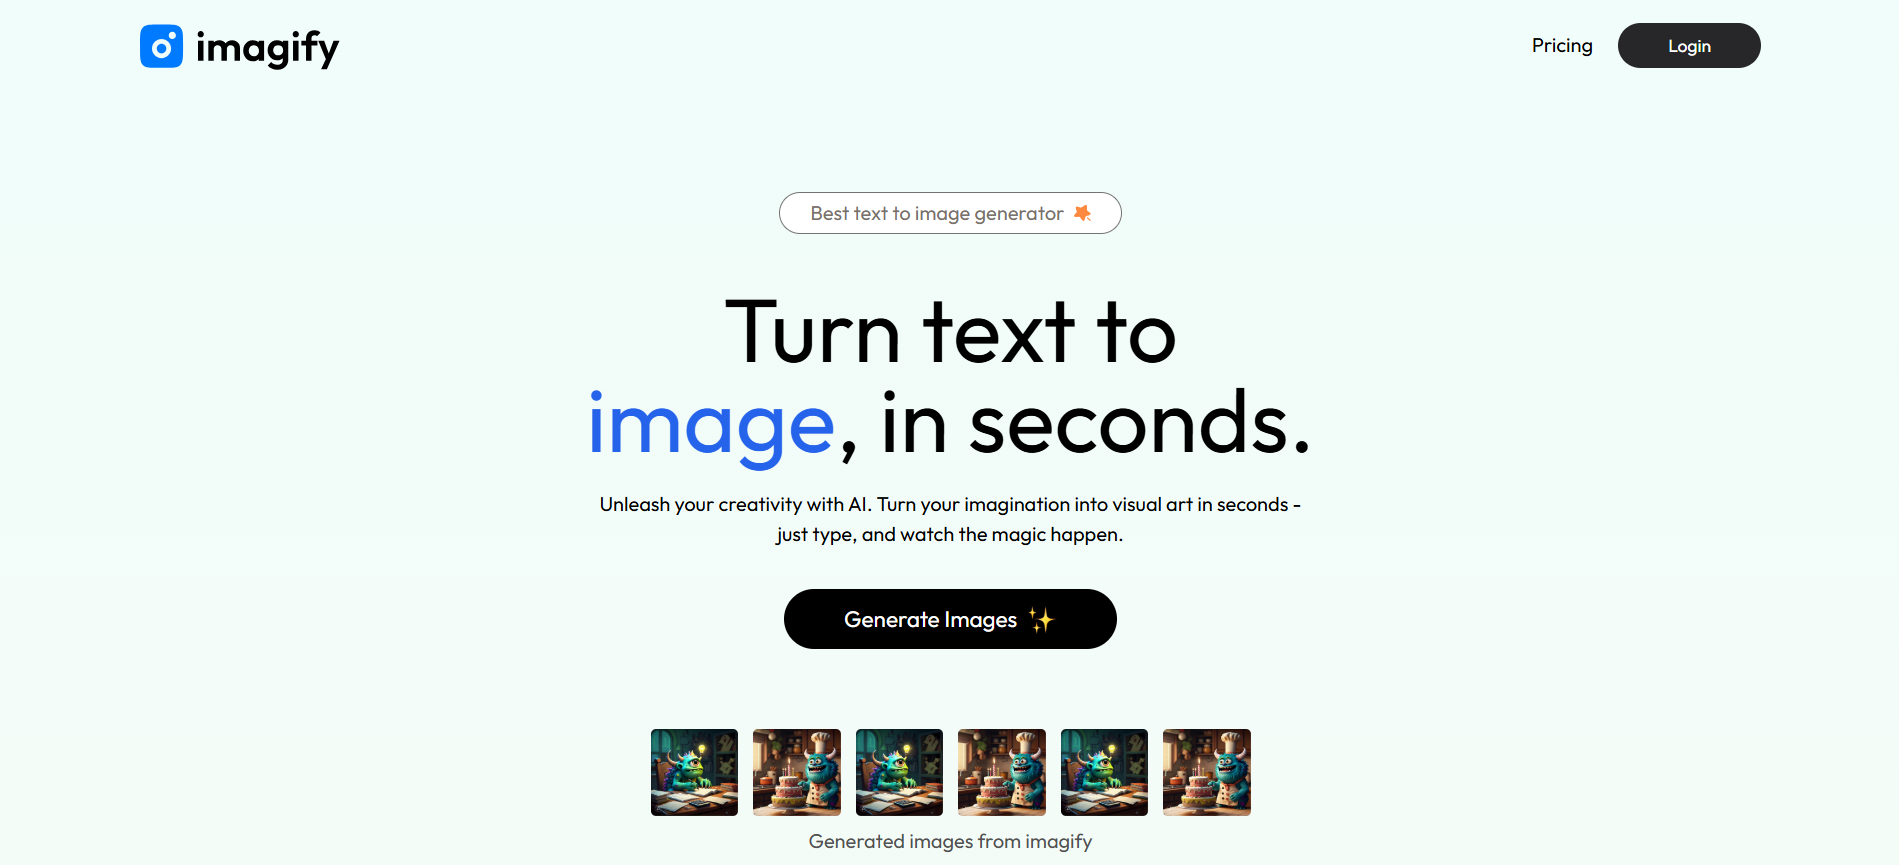 imagify
Pricing
Login
Best text to image generator
Turn text to
image, in seconds.
Unleash your creativity with AI. Turn your imagination into visual art in seconds -
just type, and watch the magic happen.
Generate Images ✨
Generated images from imagify